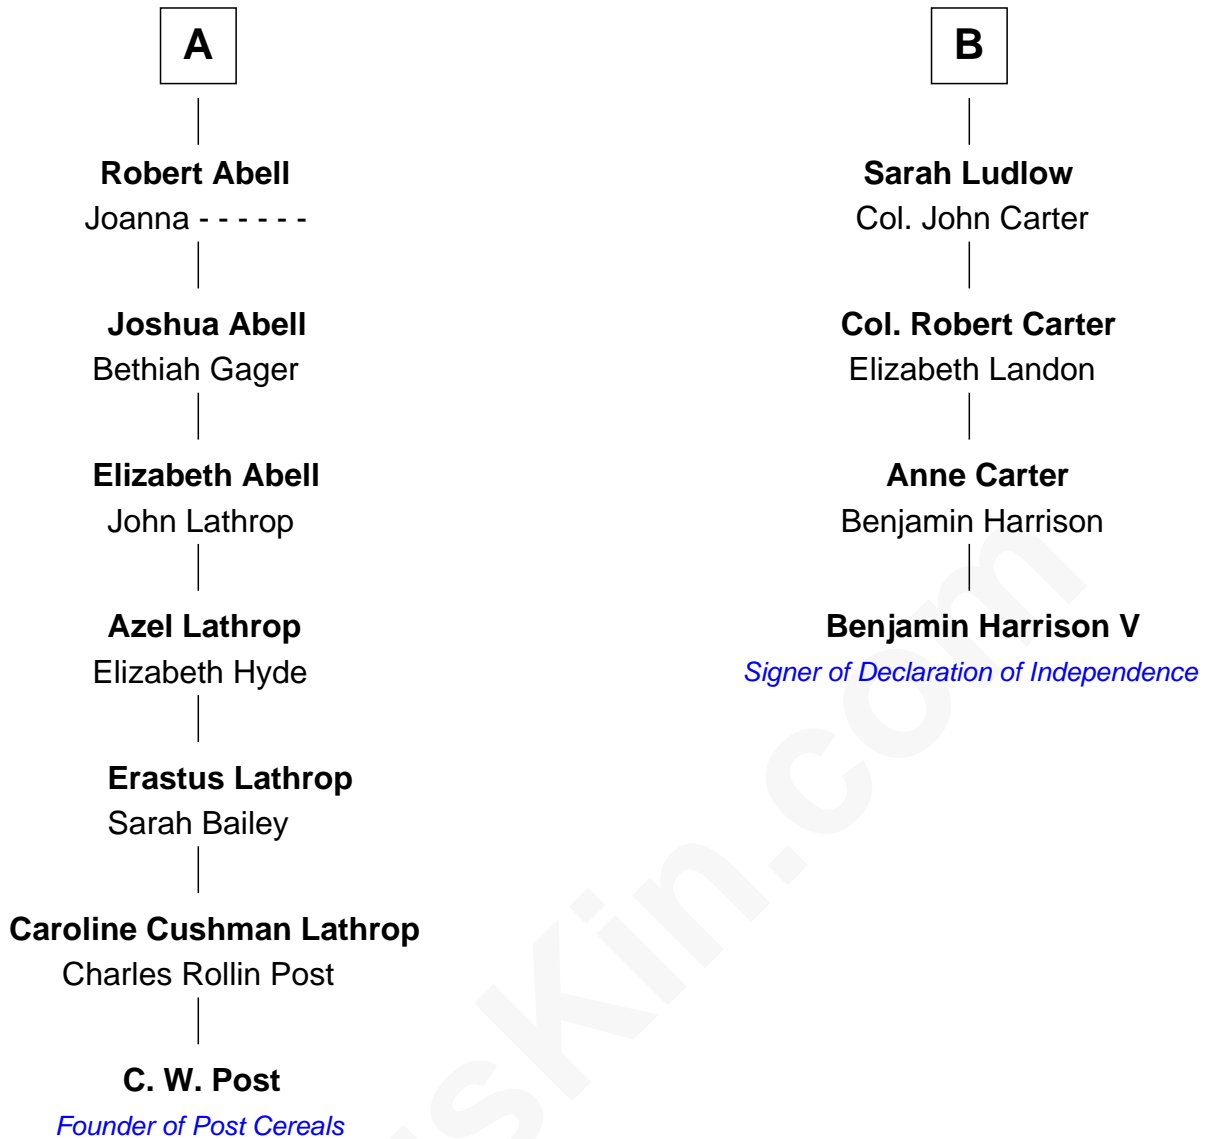 A
Robert Abell
Joanna - - - - - -
Joshua Abell
Bethiah Gager
Elizabeth Abell
John Lathrop
Azel Lathrop
Elizabeth Hyde
Erastus Lathrop
Sarah Bailey
Caroline Cushman Lathrop
Charles Rollin Post
C. W. Post
Founder of Post Cereals
B
Sarah Ludlow
Col. John Carter
Col. Robert Carter
Elizabeth Landon
Anne Carter
Benjamin Harrison
Benjamin Harrison V
Signer of Declaration of Independence
sKin.com